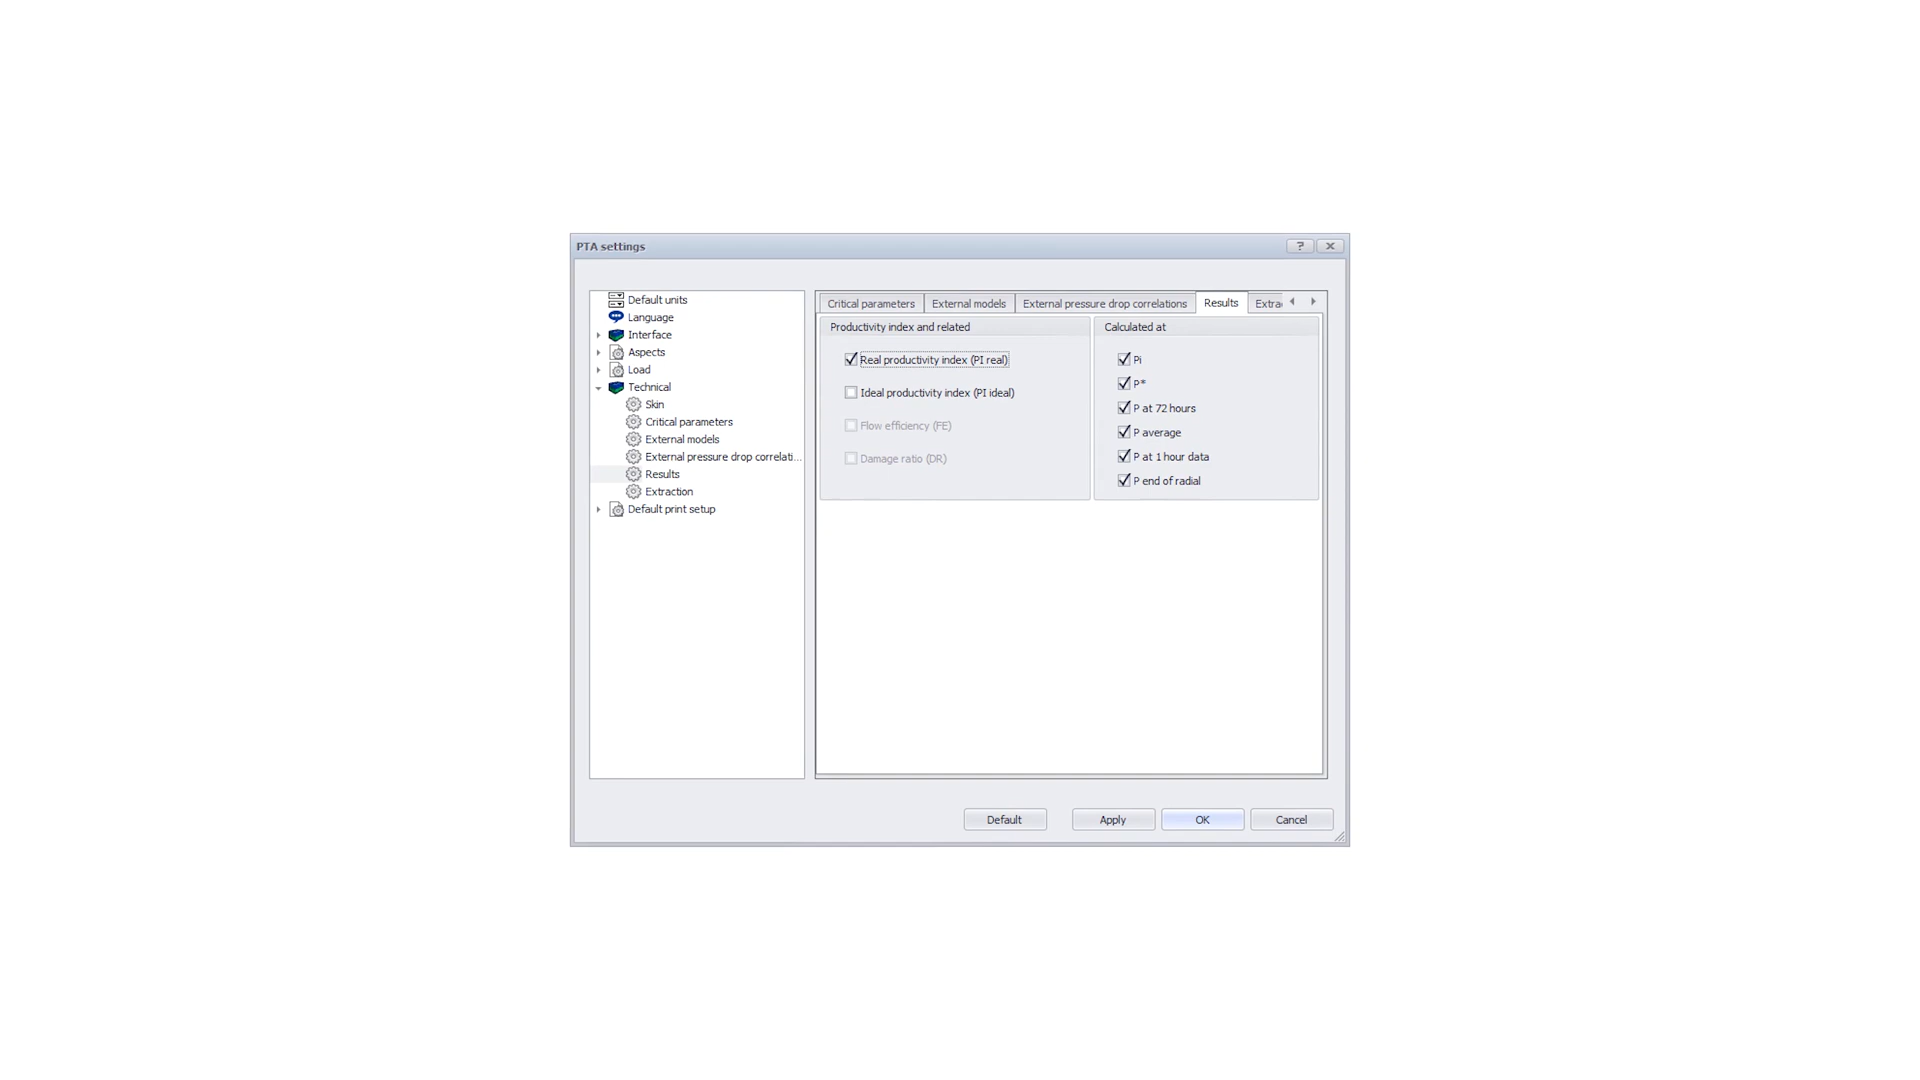 PTA settings
?
Default units
Language
Interface
Aspects
Load
Technical
Skin
Critical parameters
External models
External pressure drop correlati...
Results
Extraction
Default print setup
Critical parameters External models External pressure drop correlations Results Extra
Productivity index and related
Real productivity index (PI real)
Ideal productivity index (PI ideal)
Flow efficiency (FE)
Damage ratio (DR)
Calculated at
Pi
P*
P at 72 hours
P average
P at 1 hour data
P end of radial
Default Apply OK Cancel